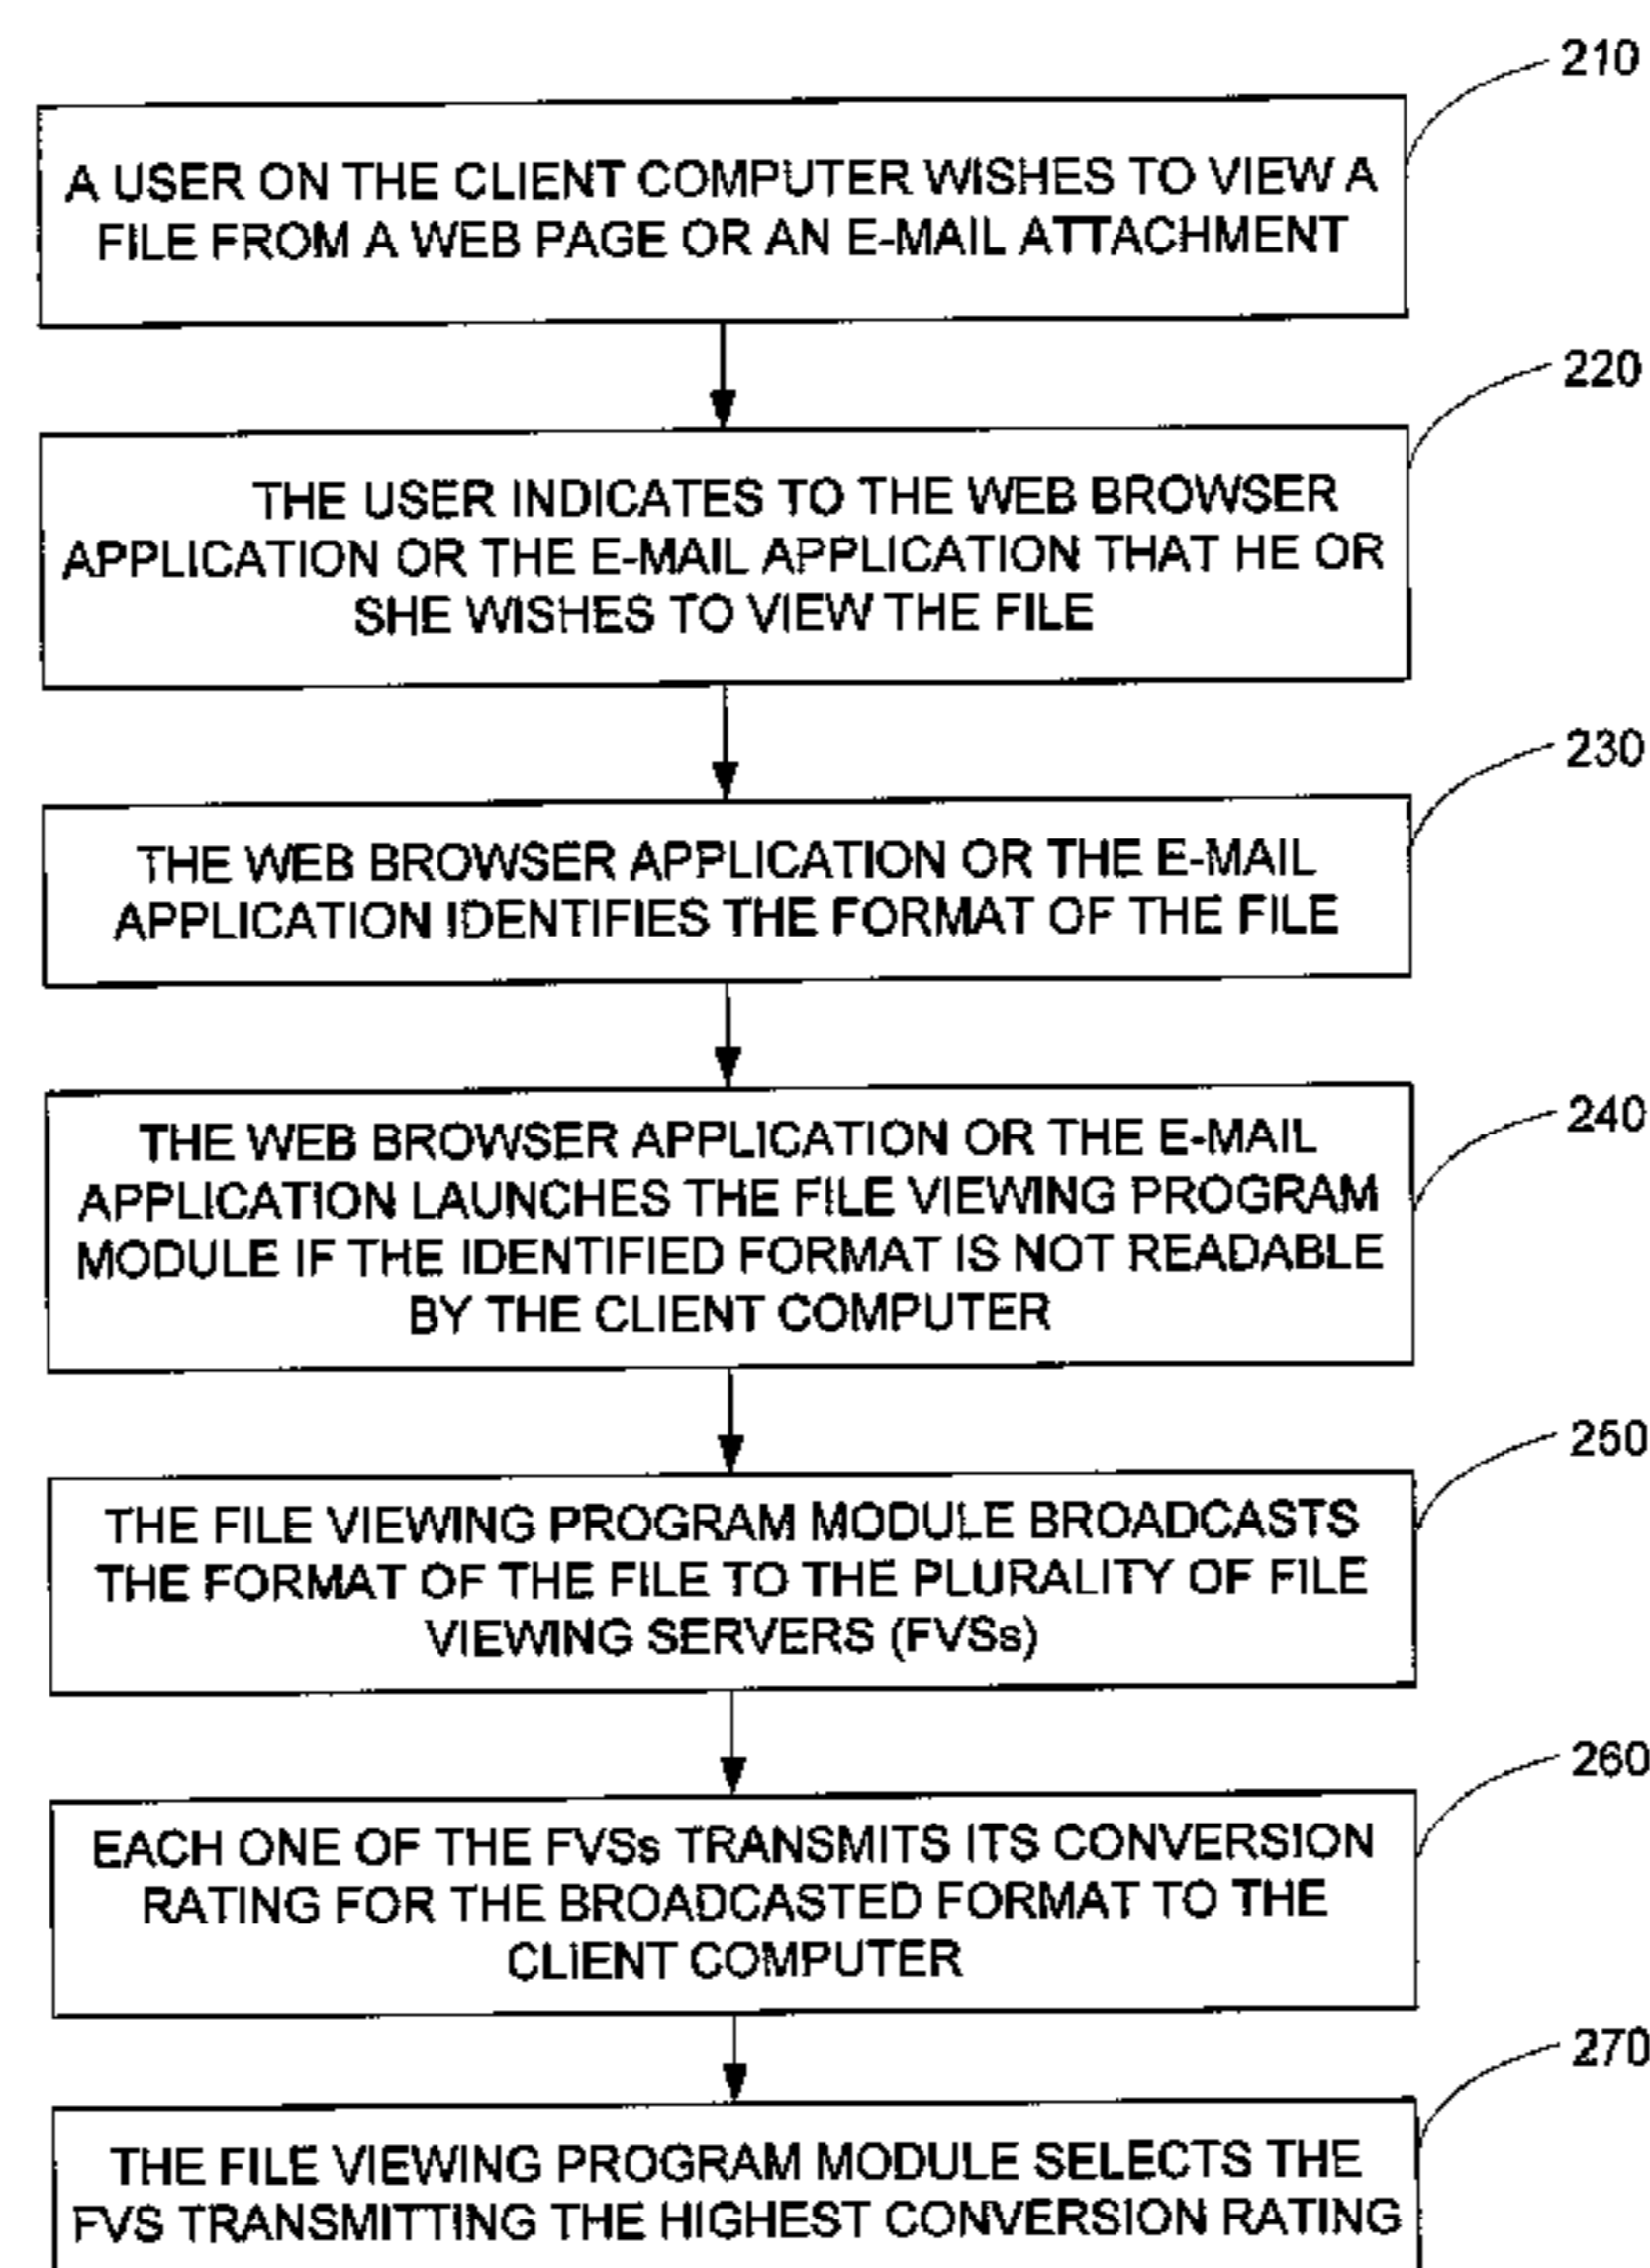 210
A USER ON THE CLIENT COMPUTER WISHES TO VIEW A
FILE FROM A WEB PAGE OR AN E-MAIL ATTACHMENT
220
THE USER INDICATES TO THE WEB BROWSER
APPLICATION OR THE E-MAIL APPLICATION THAT HE OR
SHE WISHES TO VIEW THE FILE
230
THE WEB BROWSER APPLICATION OR THE E-MAIL
APPLICATION IDENTIFIES THE FORMAT OF THE FILE
240
THE WEB BROWSER APPLICATION OR THE E-MAIL
APPLICATION LAUNCHES THE FILE VIEWING PROGRAM
MODULE IF THE IDENTIFIED FORMAT IS NOT READABLE
BY THE CLIENT COMPUTER
250
THE FILE VIEWING PROGRAM MODULE BROADCASTS
THE FORMAT OF THE FILE TO THE PLURALITY OF FILE
VIEWING SERVERS (FVSs)
260
EACH ONE OF THE FVSs TRANSMITS ITS CONVERSION
RATING FOR THE BROADCASTED FORMAT TO THE
CLIENT COMPUTER
270
THE FILE VIEWING PROGRAM MODULE SELECTS THE
FVS TRANSMITTING THE HIGHEST CONVERSION RATING